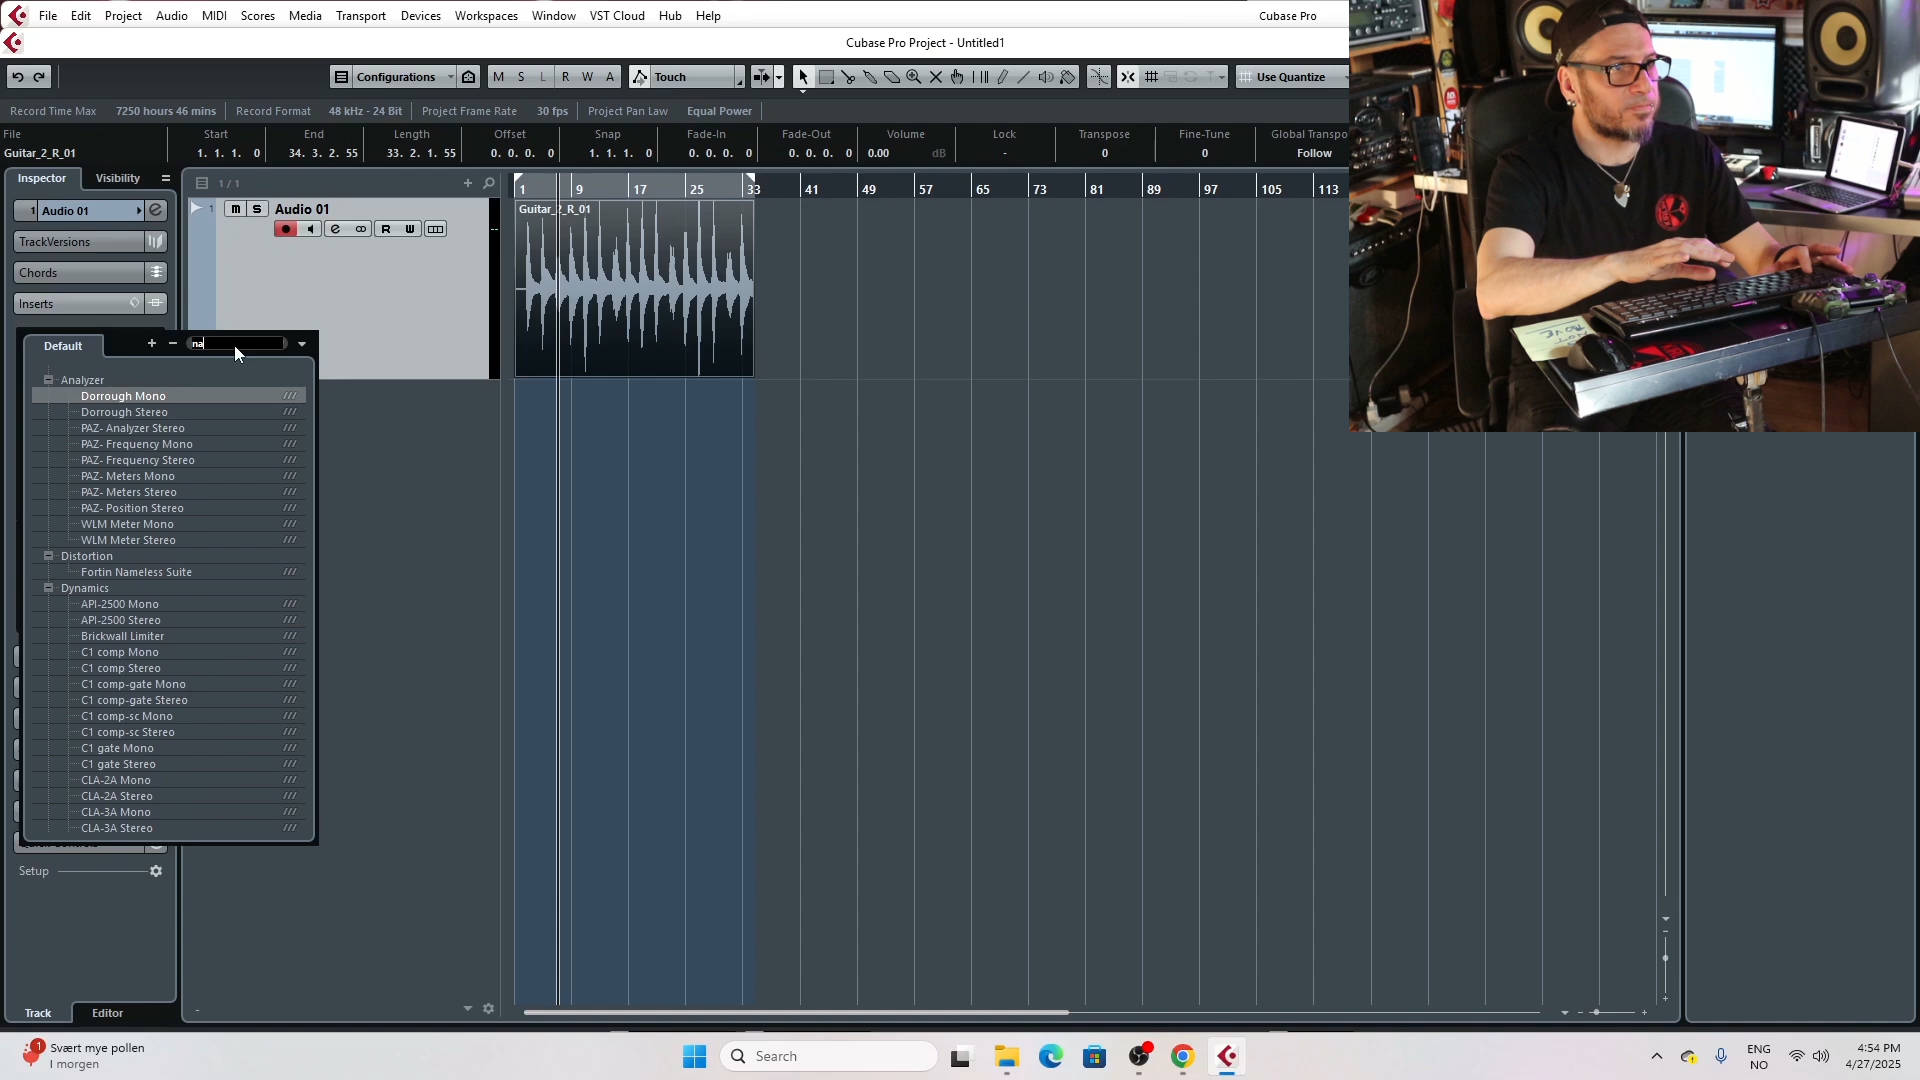 File Edit Project Audio MIDI Scores Media Transport Devices Workspaces Window VST Cloud Hub Help Cubase Pro
Cubase Pro Project - Untitled1
Configurations M S L R W A Touch Use Quantize
Record Time Max 7250 hours 46 mins Record Format 48 kHz - 24 Bit Project Frame Rate 30 fps Project Pan Law Equal Power
File Start End Length Offset Snap Fade-In Fade-Out Volume Lock Transpose Fine-Tune Global Transpo
Guitar_2_R_01 1. 1. 1. 0 34. 3. 2. 55 33. 2. 1. 55 0. 0. 0. 0 1. 1. 1. 0 0. 0. 0. 0 0. 0. 0. 0 0.00 dB - 0 0 Follow
Inspector Visibility 1 / 1
1 9 17 25 33 41 49 57 65 73 81 89 97 105 113
1 Audio 01 1 m S Audio 01 Guitar_2_R_01
R W
TrackVersions
Chords
Inserts
Default na
Analyzer
Dorrough Mono
Dorrough Stereo
PAZ- Analyzer Stereo
PAZ- Frequency Mono
PAZ- Frequency Stereo
PAZ- Meters Mono
PAZ- Meters Stereo
PAZ- Position Stereo
WLM Meter Mono
WLM Meter Stereo
Distortion
Fortin Nameless Suite
Dynamics
API-2500 Mono
API-2500 Stereo
Brickwall Limiter
C1 comp Mono
C1 comp Stereo
C1 comp-gate Mono
C1 comp-gate Stereo
C1 comp-sc Mono
C1 comp-sc Stereo
C1 gate Mono
C1 gate Stereo
CLA-2A Mono
CLA-2A Stereo
CLA-3A Mono
CLA-3A Stereo
Setup
Track Editor
1 Svært mye pollen
I morgen
Search
ENG
NO
4:54 PM
4/27/2025